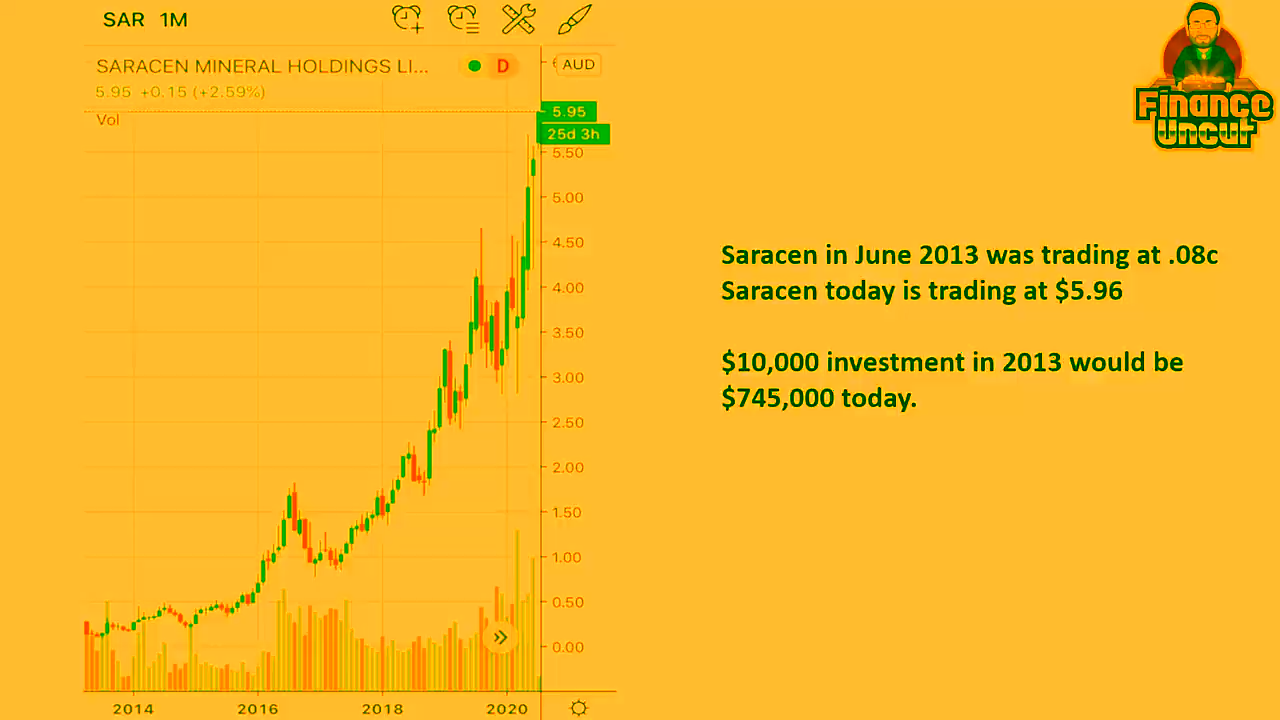 SAR 1M
SARACEN MINERAL HOLDINGS LI... D AUD
5.95 +0.15 (+2.59%)
Vol
5.95
25d 3h
5.50
5.00
4.50
4.00
3.50
3.00
2.50
2.00
1.50
1.00
0.50
0.00
2014 2016 2018 2020
Finance
Uncut
Saracen in June 2013 was trading at .08c
Saracen today is trading at $5.96
$10,000 investment in 2013 would be
$745,000 today.